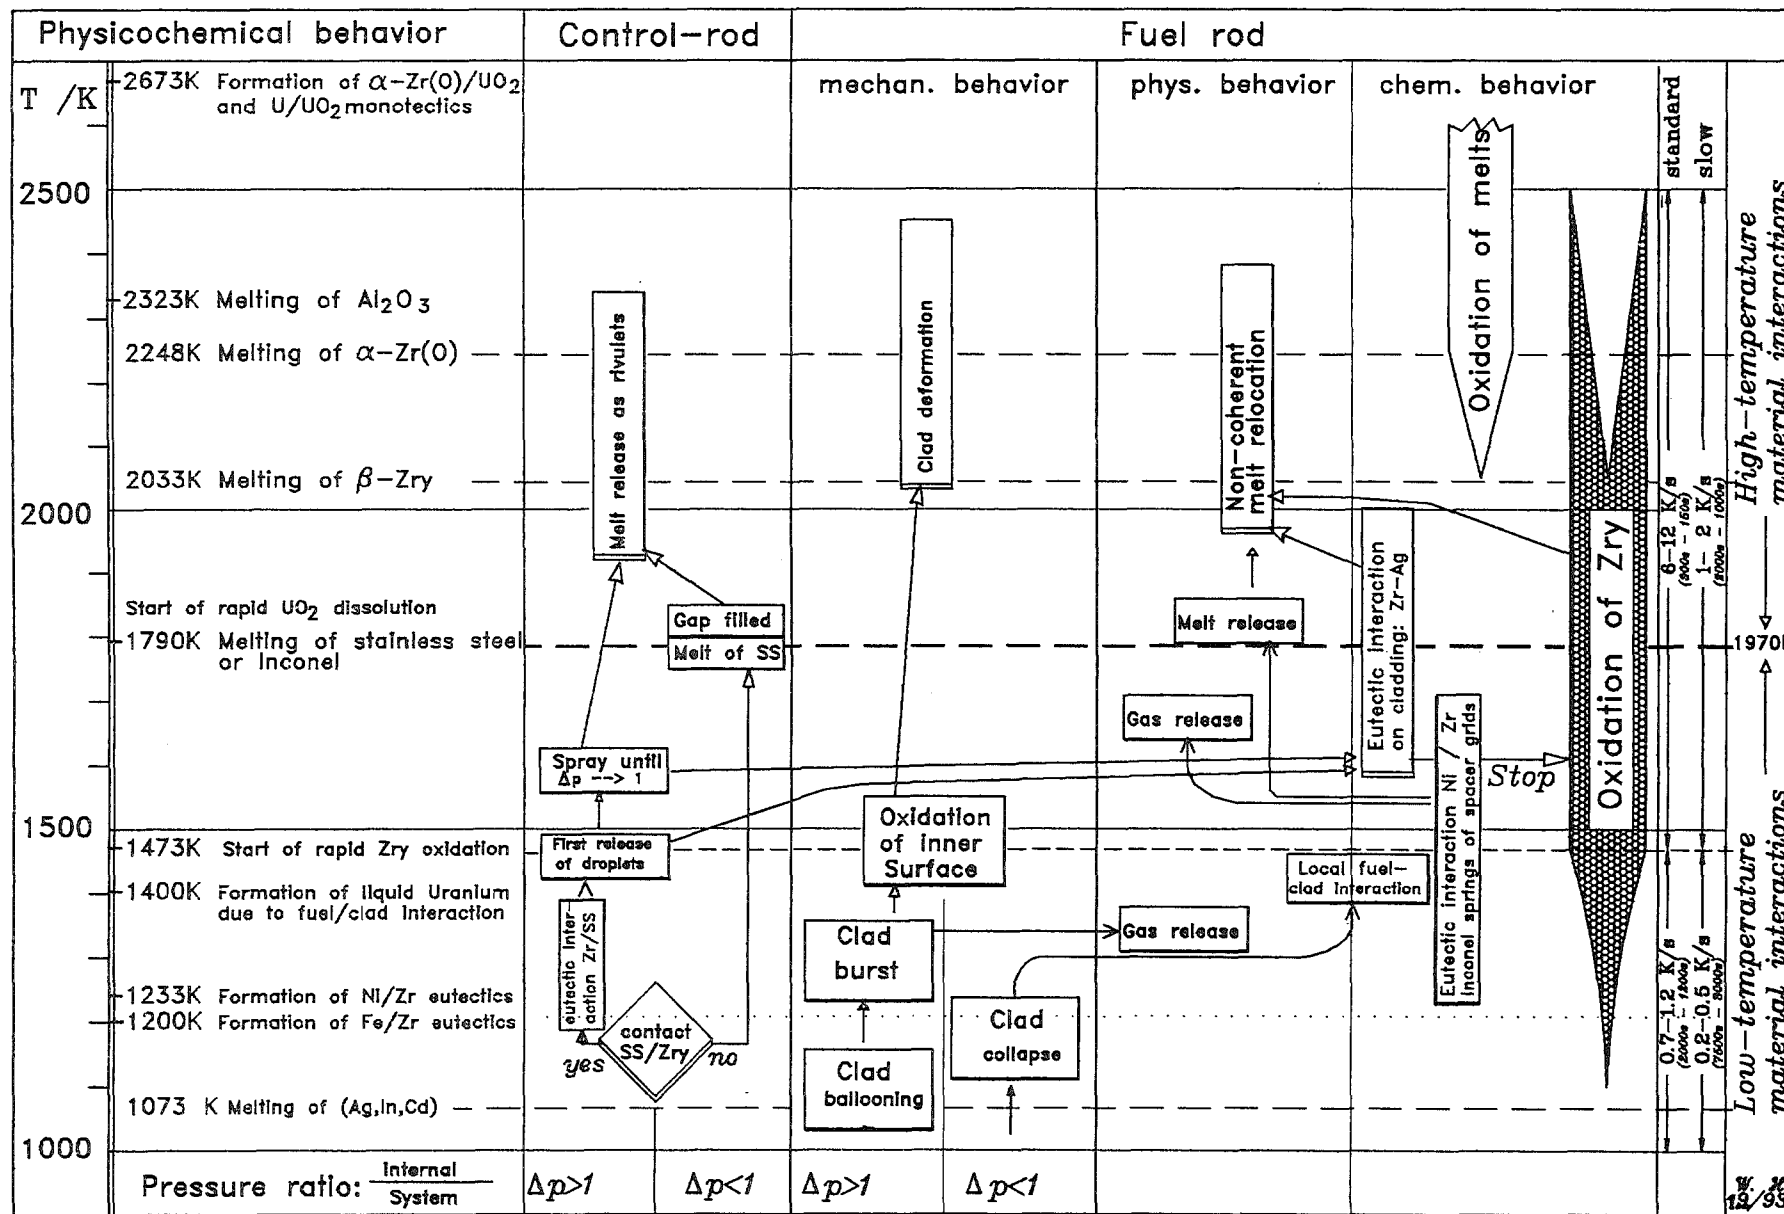 Physicochemical behavior
Control-rod
Fuel rod
T /K
2673K Formation of α-Zr(O)/UO2
and U/UO2 monotectics
mechan. behavior
phys. behavior
chem. behavior
standard
slow
2500
2323K Melting of Al2O3
2248K Melting of α-Zr(O)
2033K Melting of β-Zry
2000
Start of rapid UO2 dissolution
1790K Melting of stainless steel
or Inconel
1500
1473K Start of rapid Zry oxidation
1400K Formation of liquid Uranium
due to fuel/clad Interaction
1233K Formation of Ni/Zr eutectics
1200K Formation of Fe/Zr eutectics
1073 K Melting of (Ag,In,Cd)
1000
Pressure ratio: Internal
System
Melt release as rivulets
Gap filled
Melt of SS
Spray until
Δp --> 1
First release
of droplets
eutectic Inter-
action Zr/SS
contact
SS/Zry
yes
no
Δp>1
Δp<1
Clad deformation
Oxidation
of inner
Surface
Clad
burst
Clad
ballooning
Clad
collapse
Δp>1
Δp<1
Non-coherent
melt relocation
Melt release
Gas release
Gas release
Local fuel-
clad Interaction
Oxidation of melts
Eutectic interaction
on cladding: Zr-Ag
Eutectic interaction Ni / Zr
inconel springs of spacer grids
Stop
Oxidation of Zry
6-12 K/s
1- 2 K/s
0.7-1.2 K/s
0.2-0.5 K/s
High-temperature
material interactions
1970
Low-temperature
material interactions